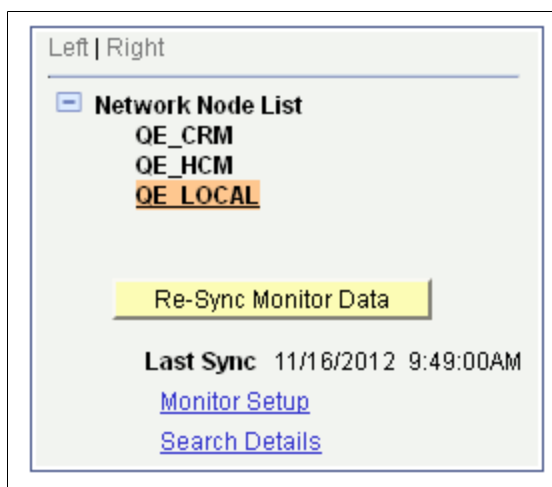 Left | Right
Network Node List
QE_CRM
QE_HCM
QE_LOCAL
Re-Sync Monitor Data
Last Sync 11/16/2012 9:49:00AM
Monitor Setup
Search Details